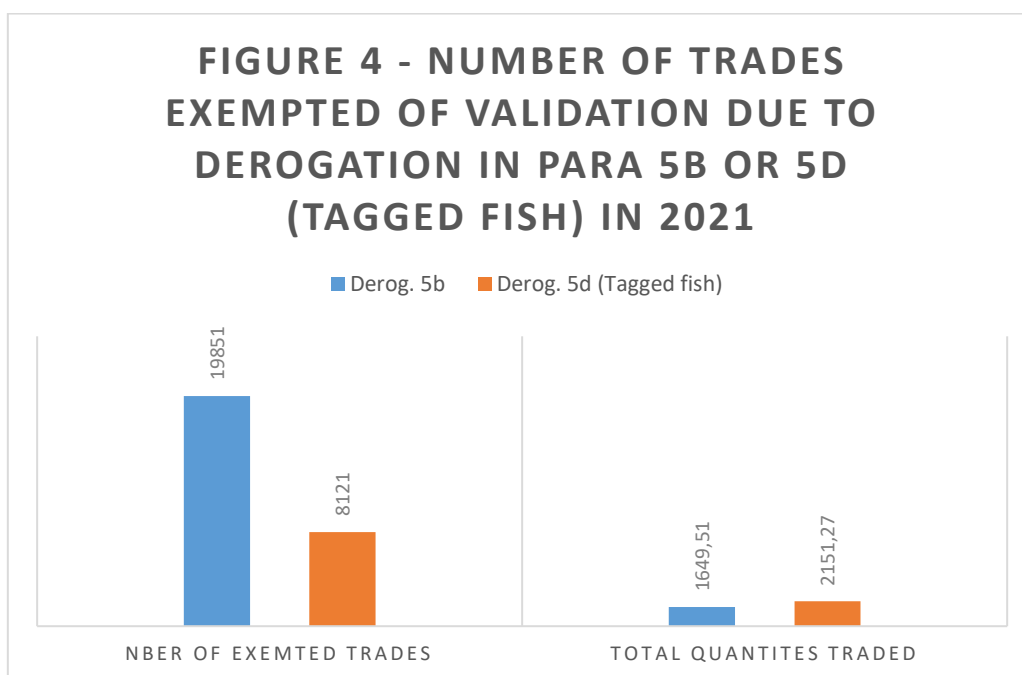 FIGURE 4 - NUMBER OF TRADES
EXEMPTED OF VALIDATION DUE TO
DEROGATION IN PARA 5B OR 5D
(TAGGED FISH) IN 2021
Derog. 5b Derog. 5d (Tagged fish)
19851
8121
1649,51
2151,27
NBER OF EXEMTED TRADES
TOTAL QUANTITES TRADED